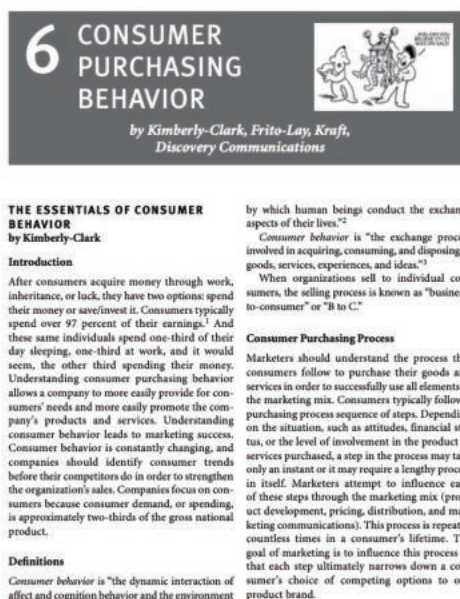 6 CONSUMER
PURCHASING
BEHAVIOR
by Kimberly-Clark, Frito-Lay, Kraft,
Discovery Communications
THE ESSENTIALS OF CONSUMER
BEHAVIOR
by Kimberly-Clark
Introduction
After consumers acquire money through work,
inheritance, or luck, they have two options: spend
their money or save/invest it. Consumers typically
spend over 97 percent of their earnings.1 And
these same individuals spend one-third of their
day sleeping, one-third at work, and it would
seem, the other third spending their money.
Understanding consumer purchasing behavior
allows a company to more easily provide for con-
sumers' needs and more easily promote the com-
pany's products and services. Understanding
consumer behavior leads to marketing success.
Consumer behavior is constantly changing, and
companies should identify consumer trends
before their competitors do in order to strengthen
the organization's sales. Companies focus on con-
sumers because consumer demand, or spending,
is approximately two-thirds of the gross national
product.
Definitions
Consumer behavior is "the dynamic interaction of
affect and cognition behavior and the environment
by which human beings conduct the exchan
aspects of their lives."2
Consumer behavior is "the exchange proce
involved in acquiring, consuming, and disposing
goods, services, experiences, and ideas."3
When organizations sell to individual co
sumers, the selling process is known as "busine
to-consumer" or "B to C."
Consumer Purchasing Process
Marketers should understand the process th
consumers follow to purchase their goods a
services in order to successfully use all elements
the marketing mix. Consumers typically follow
purchasing process sequence of steps. Dependi
on the situation, such as attitudes, financial st
tus, or the level of involvement in the product
services purchased, a step in the process may ta
only an instant or it may require a lengthy proce
in itself. Marketers attempt to influence ea
of these steps through the marketing mix (pro
uct development, pricing, distribution, and ma
keting communications). This process is repeat
countless times in a consumer's lifetime. T
goal of marketing is to influence this process
that each step ultimately narrows down a co
sumer's choice of competing options to o
product brand.